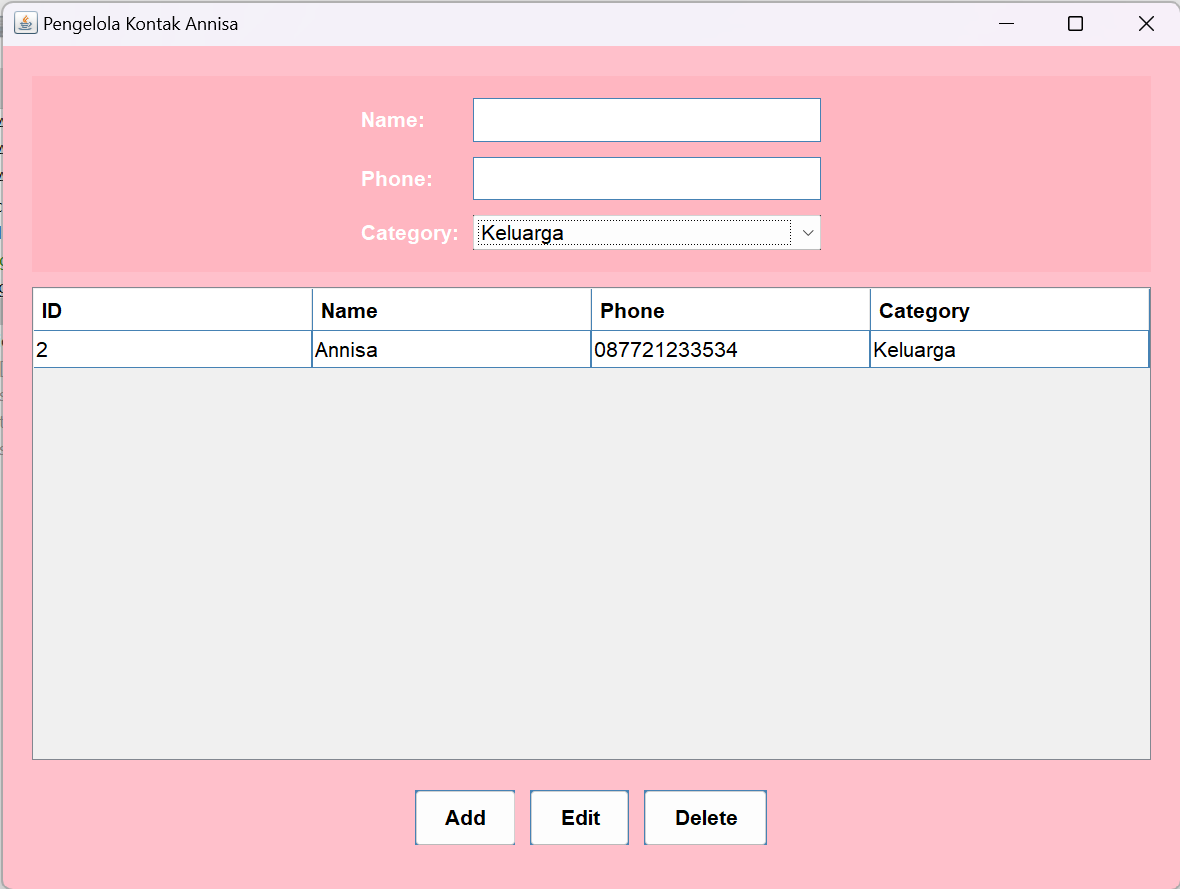 Pengelola Kontak Annisa
Name:
Phone:
Category: Keluarga
ID Name Phone Category
2 Annisa 087721233534 Keluarga
Add Edit Delete